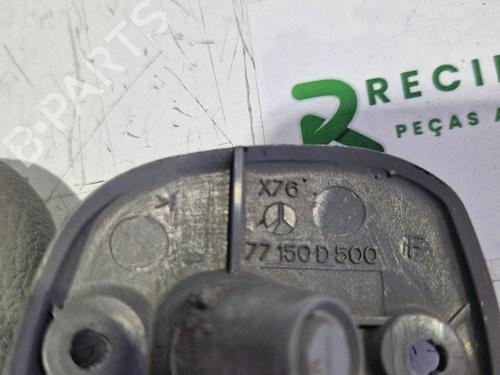 B-PARTS
RECI
PEÇAS A
X76
77 150 D 500 F